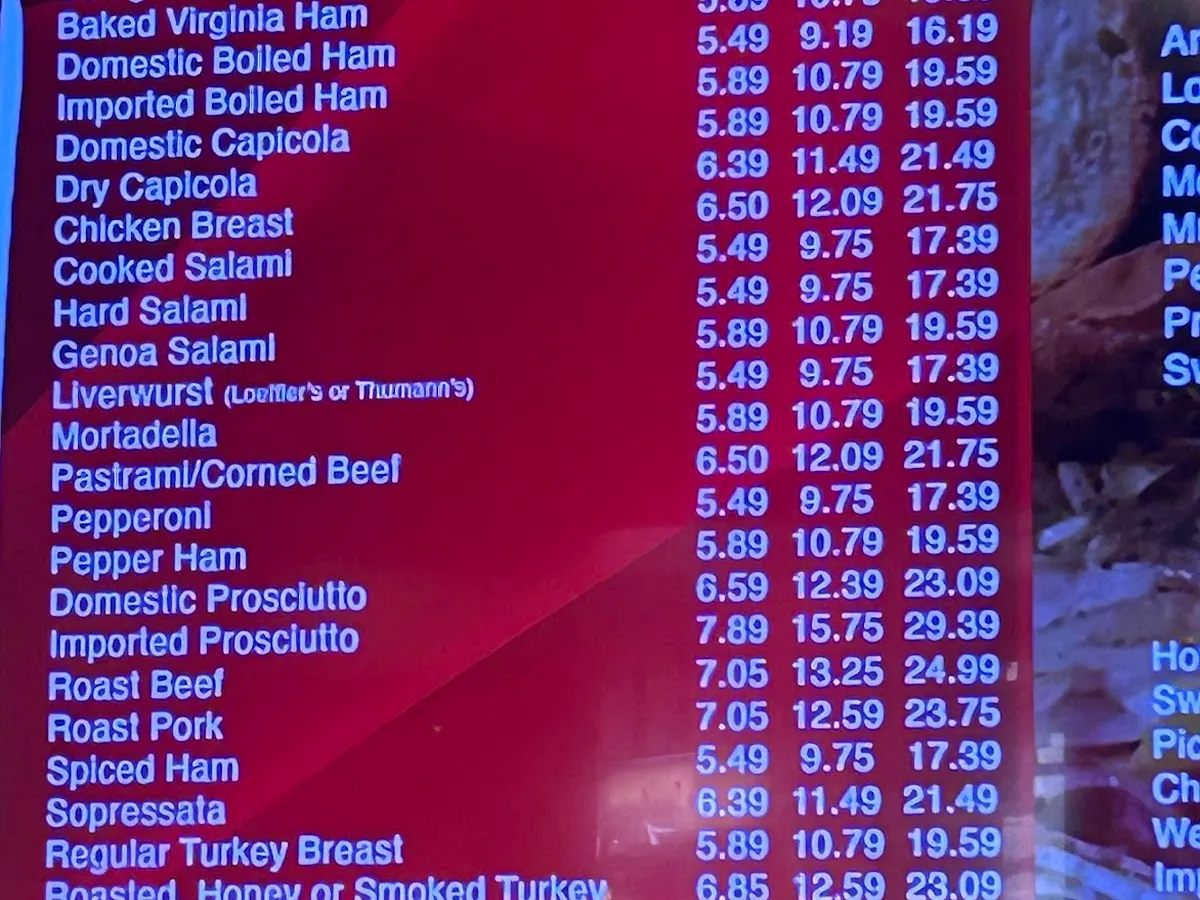 Baked Virginia Ham
Domestic Boiled Ham 5.49 9.19 16.19
Imported Boiled Ham 5.89 10.79 19.59
Domestic Capicola 5.89 10.79 19.59
Dry Capicola 6.39 11.49 21.49
Chicken Breast 6.50 12.09 21.75
Cooked Salami 5.49 9.75 17.39
Hard Salami 5.49 9.75 17.39
Genoa Salami 5.89 10.79 19.59
Liverwurst (Loeffler's or Thumann's) 5.49 9.75 17.39
Mortadella 5.89 10.79 19.59
Pastrami/Corned Beef 6.50 12.09 21.75
Pepperoni 5.49 9.75 17.39
Pepper Ham 5.89 10.79 19.59
Domestic Prosciutto 6.59 12.39 23.09
Imported Prosciutto 7.89 15.75 29.39
Roast Beef 7.05 13.25 24.99
Roast Pork 7.05 12.59 23.75
Spiced Ham 5.49 9.75 17.39
Sopressata 6.39 11.49 21.49
Regular Turkey Breast 5.89 10.79 19.59
Roasted, Honey or Smoked Turkey 6.85 12.59 23.09